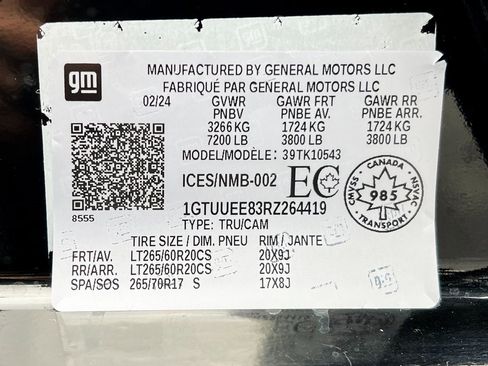 gm
MANUFACTURED BY GENERAL MOTORS LLC
FABRIQUÉ PAR GENERAL MOTORS LLC
02/24 GVWR GAWR FRT GAWR RR
PNBV PNBE AV. PNBE ARR.
3266 KG 1724 KG 1724 KG
7200 LB 3800 LB 3800 LB
MODEL/MODÈLE: 39TK10543
ICES/NMB-002 EC
CANADA
CMVSS 985 NSVAC
TRANSPORT
8555
1GTUUEE83RZ264419
TYPE: TRU/CAM
TIRE SIZE / DIM. PNEU RIM / JANTE
FRT/AV. LT265/60R20CS 20X9J
RR/ARR. LT265/60R20CS 20X9J
SPA/SOS 265/70R17 S 17X8J